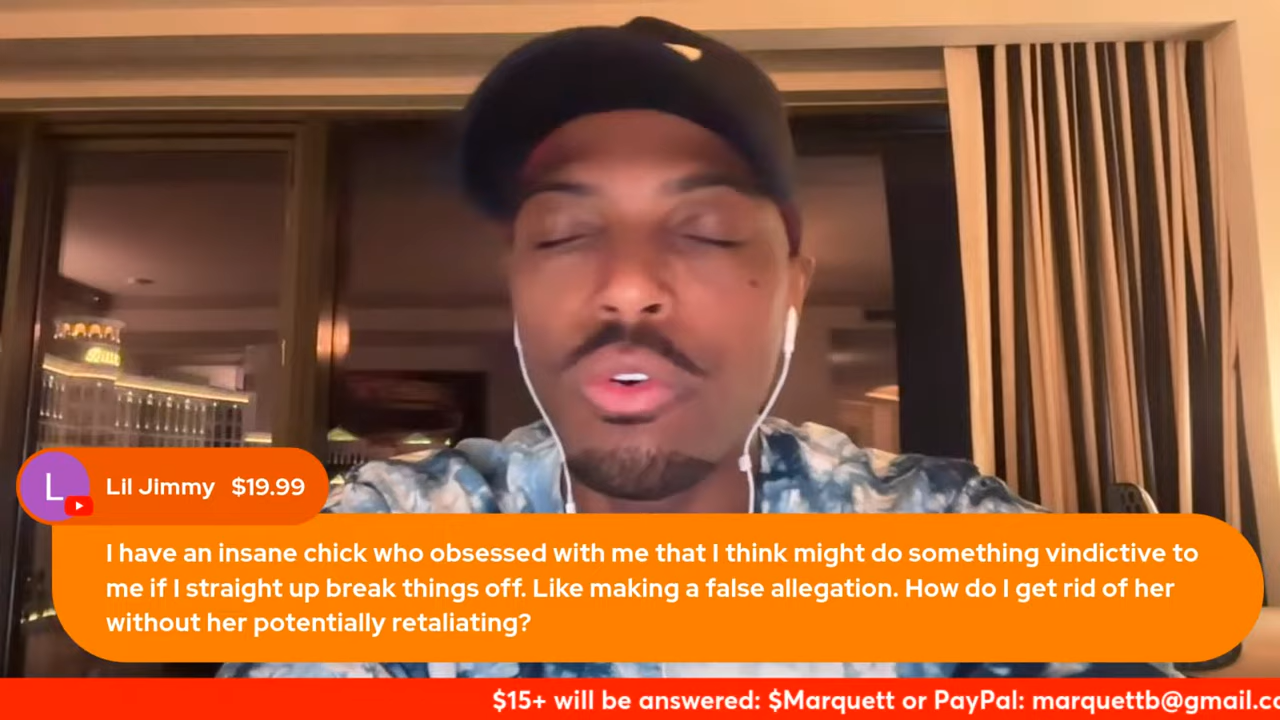 L
Lil Jimmy $19.99
I have an insane chick who obsessed with me that I think might do something vindictive to
me if I straight up break things off. Like making a false allegation. How do I get rid of her
without her potentially retaliating?
$15+ will be answered: $Marquett or PayPal: marquettb@gmail.co